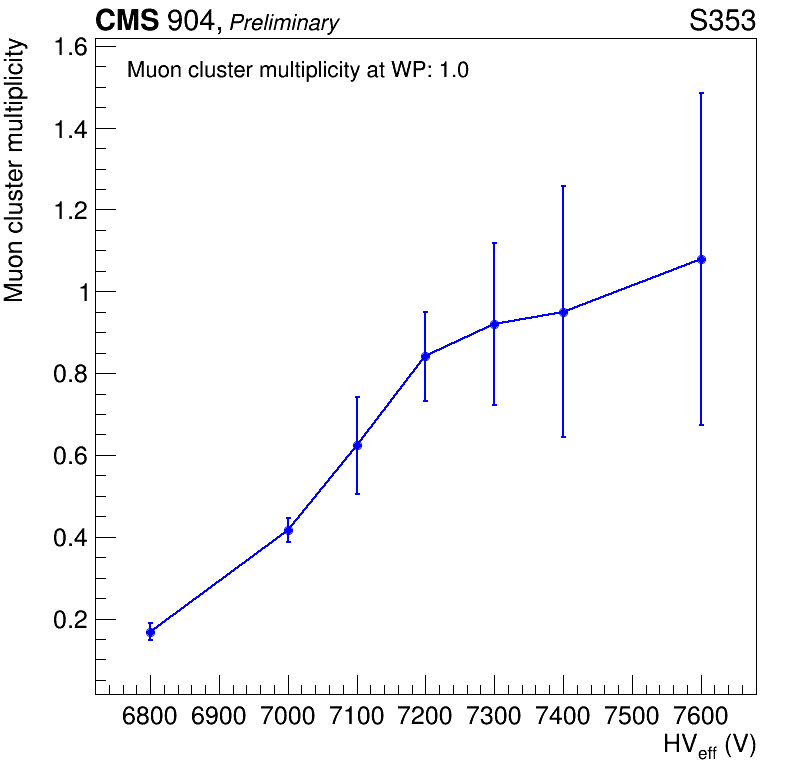 CMS 904, Preliminary S353
Muon cluster multiplicity at WP: 1.0
Muon cluster multiplicity
1.6
1.4
1.2
1
0.8
0.6
0.4
0.2
6800 6900 7000 7100 7200 7300 7400 7500 7600
HVeff (V)